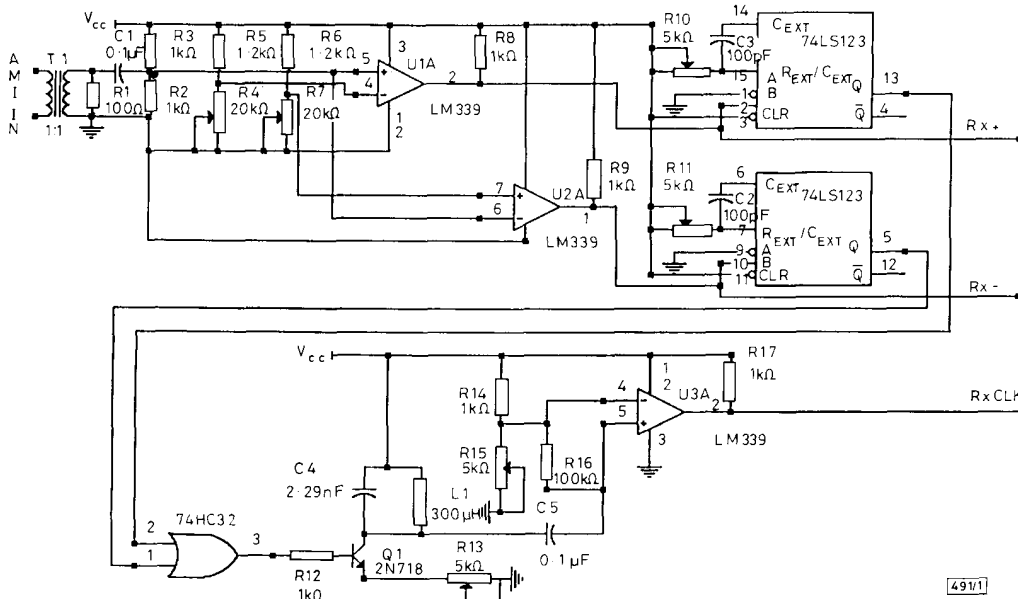 Vcc
C1
0·1µF
R3
1kΩ
R5
1·2kΩ
R6
1·2kΩ
R8
1kΩ
R10
5kΩ
14
CEXT
74LS123
C3
100pF
15
REXT/CEXT
Q
13
A
1
B
2
CLR
3
Q̅
4
AMI IN
T1
1:1
R1
100Ω
R2
1kΩ
R4
20kΩ
R7
20kΩ
3
5
+
4
−
U1A
2
LM339
1
2
Rx+
R9
1kΩ
R11
5kΩ
6
CEXT
74LS123
C2
100pF
7
REXT/CEXT
Q
5
9
A
10
B
11
CLR
Q̅
12
7
+
6
−
U2A
1
LM339
Rx-
Vcc
R14
1kΩ
R17
1kΩ
1
2
4
−
5
+
U3A
2
RxCLK
LM339
3
R15
5kΩ
R16
100kΩ
C4
2·29nF
L1
300µH
C5
0·1µF
74HC32
2
1
3
R12
1kΩ
Q1
2N718
R13
5kΩ
491/1